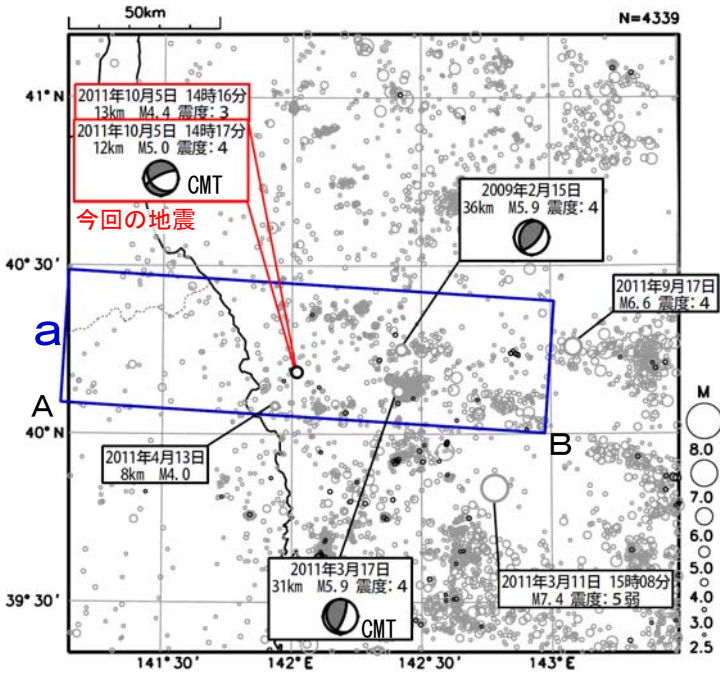 50km
N=4339
41°N
2011年10月5日 14時16分
13km M4.4 震度:3
2011年10月5日 14時17分
12km M5.0 震度:4
CMT
今回の地震
2009年2月15日
36km M5.9 震度:4
40°30′
2011年9月17日
M6.6 震度:4
a
A
40°N
B
2011年4月13日
8km M4.0
M
8.0
7.0
6.0
5.0
4.0
3.0
2.5
2011年3月17日
31km M5.9 震度:4
CMT
2011年3月11日 15時08分
M7.4 震度:5弱
39°30′
141°30′
142°E
142°30′
143°E